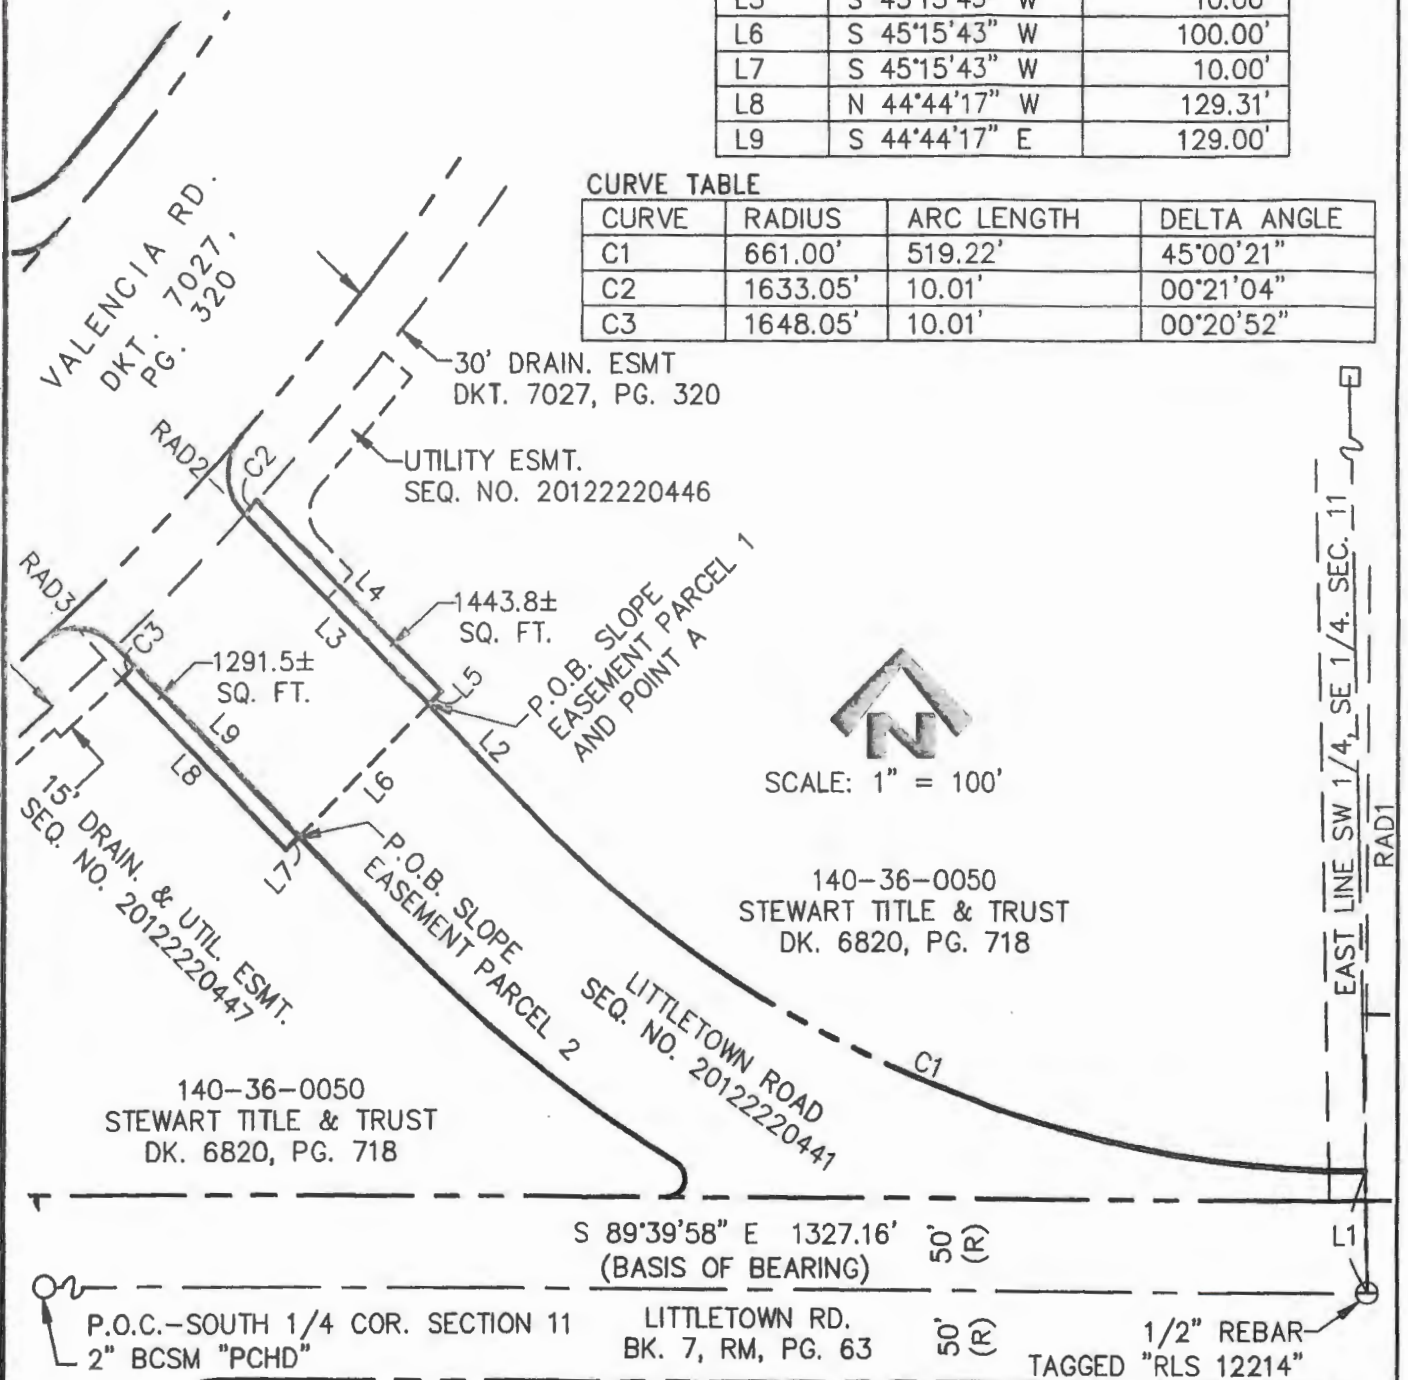 L5 S 45°15'43" W 10.00'
L6 S 45°15'43" W 100.00'
L7 S 45°15'43" W 10.00'
L8 N 44°44'17" W 129.31'
L9 S 44°44'17" E 129.00'
CURVE TABLE
CURVE RADIUS ARC LENGTH DELTA ANGLE
C1 661.00' 519.22' 45°00'21"
C2 1633.05' 10.01' 00°21'04"
C3 1648.05' 10.01' 00°20'52"
VALENCIA RD.
DKT. 7027,
PG. 320
30' DRAIN. ESMT
DKT. 7027, PG. 320
RAD2
C2
UTILITY ESMT.
SEQ. NO. 20122220446
RAD3
C3
L4
L3
1443.8±
SQ. FT.
L5
P.O.B. SLOPE
EASEMENT PARCEL 1
AND POINT A
1291.5±
SQ. FT.
L9
L8
L2
L6
L7
N
SCALE: 1" = 100'
15' DRAIN. & UTIL. ESMT.
SEQ. NO. 20122220447
P.O.B. SLOPE
EASEMENT PARCEL 2
140-36-0050
STEWART TITLE & TRUST
DK. 6820, PG. 718
EAST LINE SW 1/4, SE 1/4. SEC. 11
RAD1
LITTLETOWN ROAD
SEQ. NO. 20122220441
C1
140-36-0050
STEWART TITLE & TRUST
DK. 6820, PG. 718
S 89°39'58" E 1327.16'
(BASIS OF BEARING)
50'
(R)
L1
P.O.C.-SOUTH 1/4 COR. SECTION 11
2" BCSM "PCHD"
LITTLETOWN RD.
BK. 7, RM, PG. 63
50'
(R)
1/2" REBAR
TAGGED "RLS 12214"